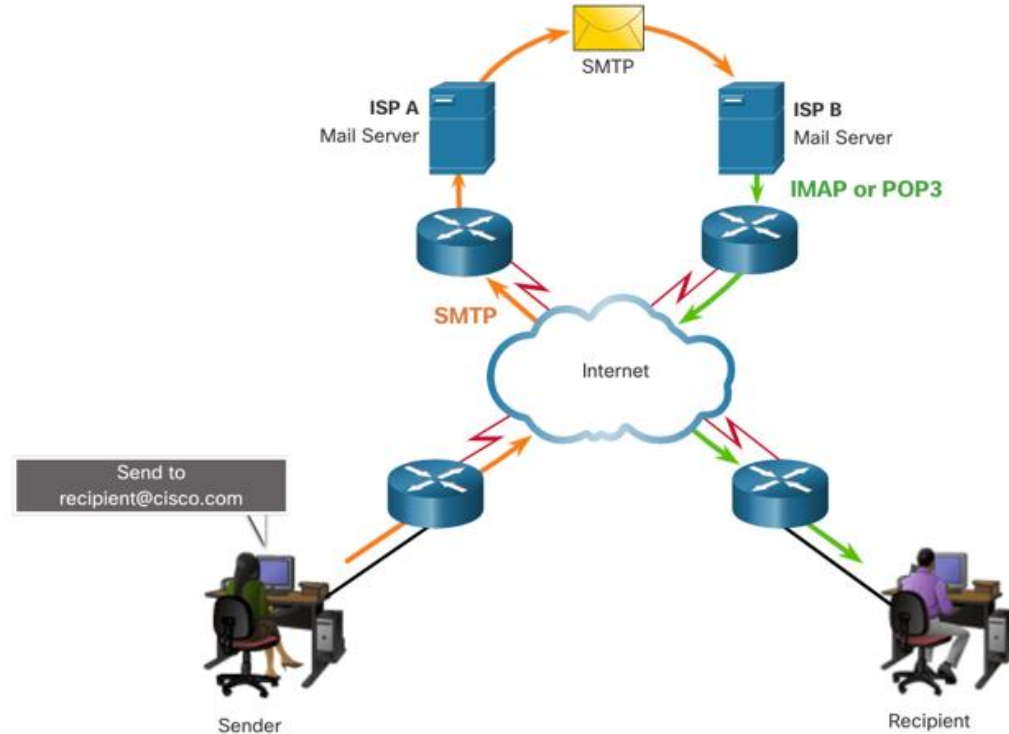 SMTP
ISP A
Mail Server
ISP B
Mail Server
IMAP or POP3
SMTP
Internet
Send to
recipient@cisco.com
Sender
Recipient